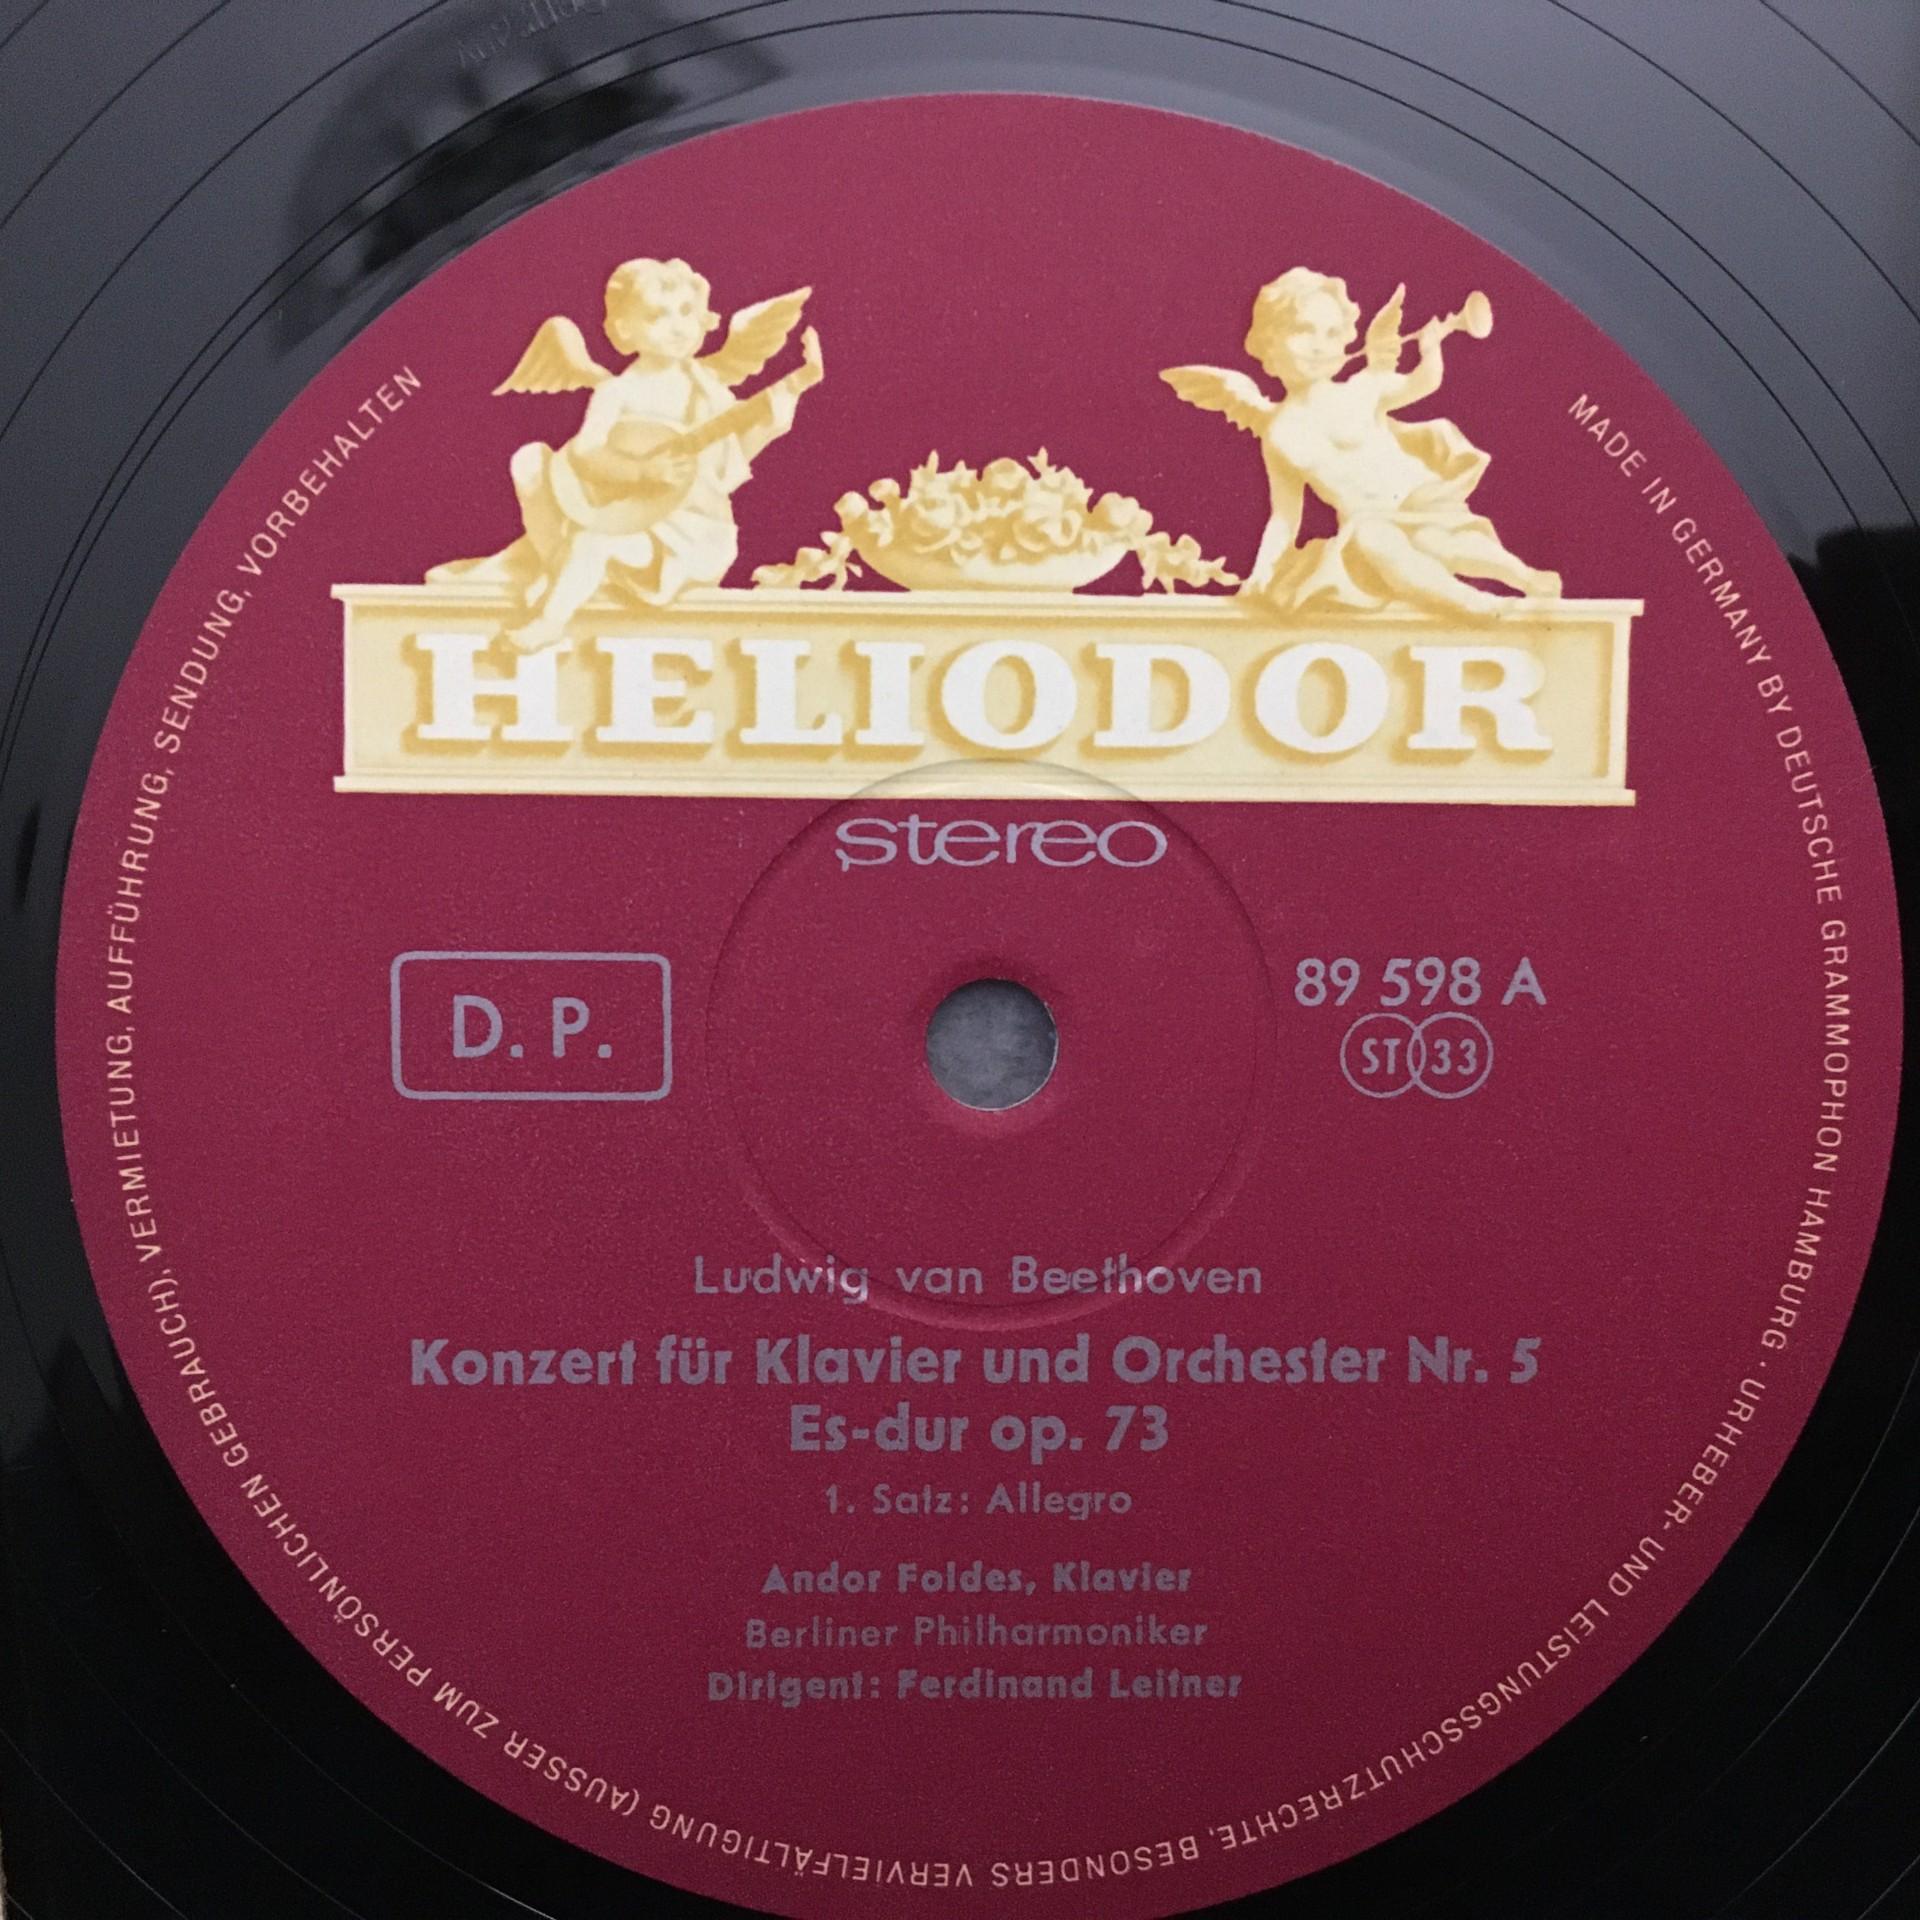 HELIODOR
stereo
D. P.
89 598 A
ST 33
Ludwig van Beethoven
Konzert für Klavier und Orchester Nr. 5
Es-dur op. 73
1. Satz: Allegro
Andor Foldes, Klavier
Berliner Philharmoniker
Dirigent: Ferdinand Leitner
MADE IN GERMANY BY DEUTSCHE GRAMMOPHON HAMBURG · URHEBER- UND LEISTUNGSSCHUTZRECHTE, BESONDERS VERVIELFÄLTIGUNG (AUSSER ZUM PERSÖNLICHEN GEBRAUCH), VERMIETUNG, AUFFÜHRUNG, SENDUNG, VORBEHALTEN